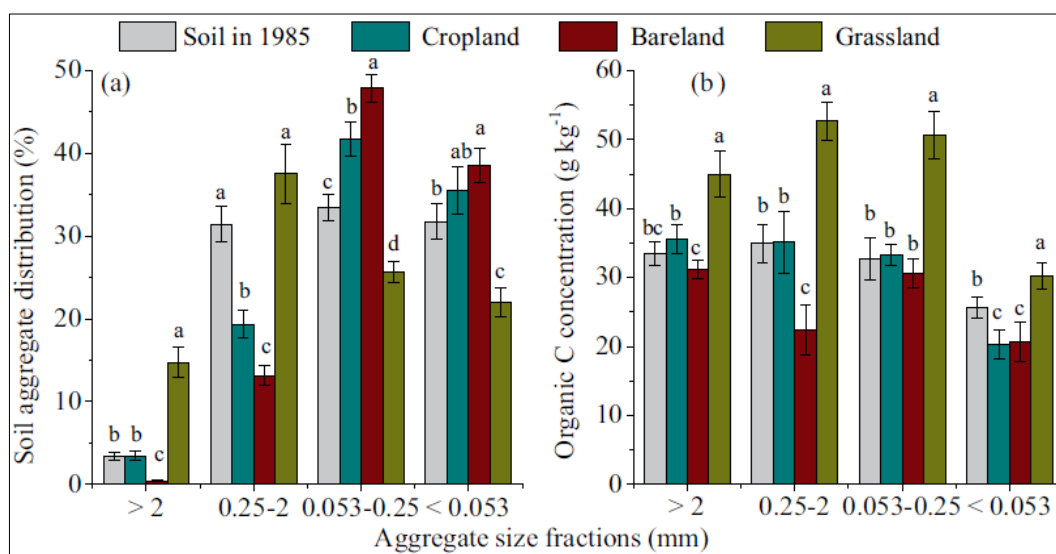 Soil in 1985 Cropland Bareland Grassland
(a)
Soil aggregate distribution (%)
50
40
30
20
10
0
b b c a
a b c a
c b a d
b ab a c
> 2 0.25-2 0.053-0.25 < 0.053
(b)
Organic C concentration (g kg⁻¹)
60
50
40
30
20
10
0
bc b c a
b b c a
b b b a
b c c a
> 2 0.25-2 0.053-0.25 < 0.053
Aggregate size fractions (mm)